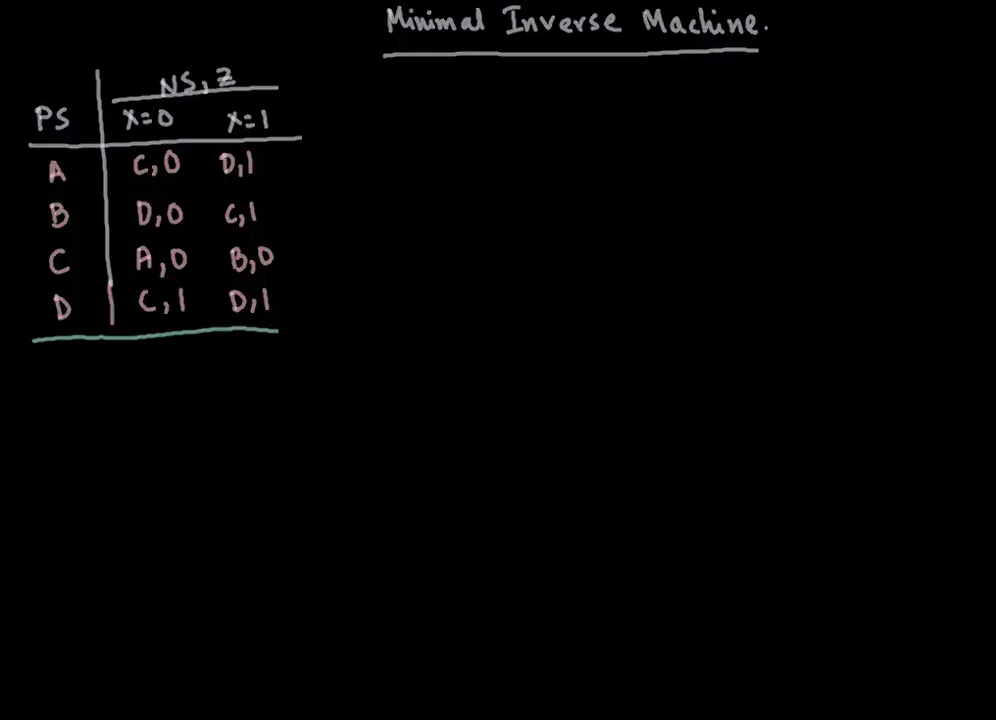 Minimal Inverse Machine.
NS, Z
PS X=0 X=1
A C,0 D,1
B D,0 C,1
C A,0 B,0
D C,1 D,1